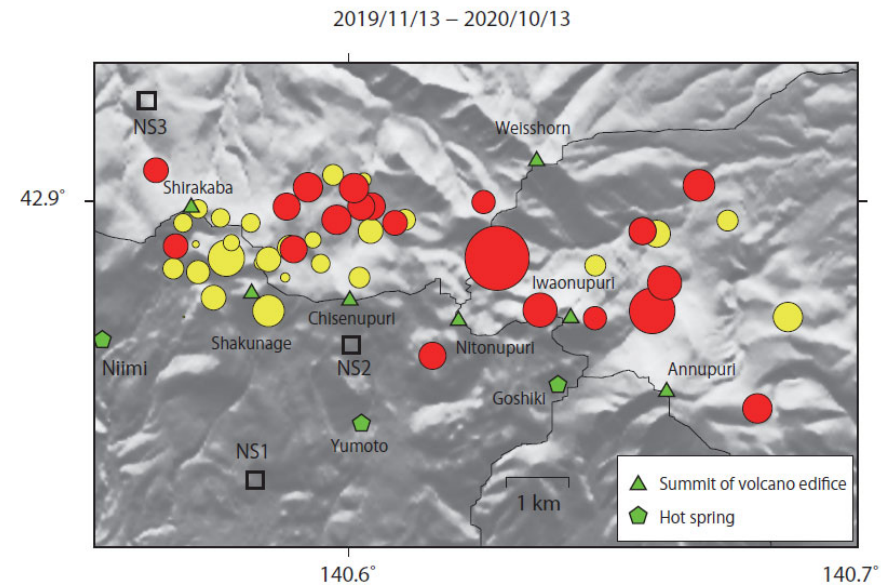 2019/11/13 – 2020/10/13
NS3
Weisshorn
Shirakaba
42.9°
Iwaonupuri
Chisenupuri
Shakunage
Nitonupuri
Niimi
NS2
Annupuri
Goshiki
Yumoto
NS1
Summit of volcano edifice
1 km
Hot spring
140.6°
140.7°